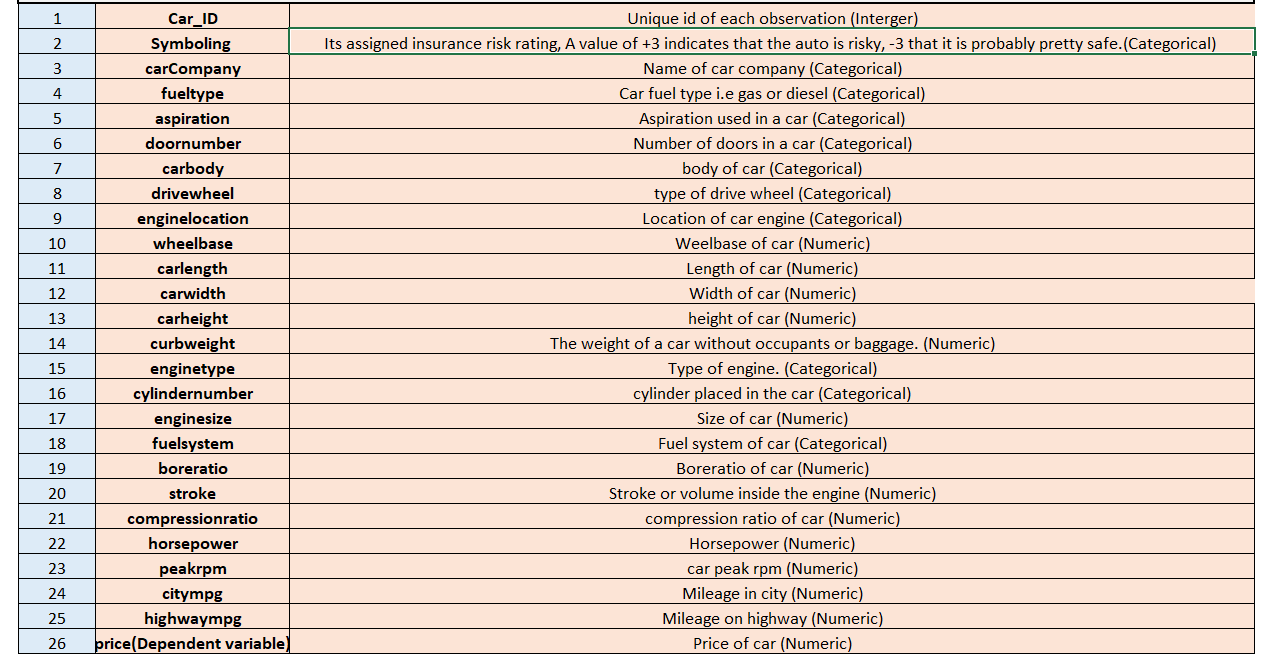 1 Car_ID Unique id of each observation (Interger)
2 Symboling Its assigned insurance risk rating, A value of +3 indicates that the auto is risky, -3 that it is probably pretty safe.(Categorical)
3 carCompany Name of car company (Categorical)
4 fueltype Car fuel type i.e gas or diesel (Categorical)
5 aspiration Aspiration used in a car (Categorical)
6 doornumber Number of doors in a car (Categorical)
7 carbody body of car (Categorical)
8 drivewheel type of drive wheel (Categorical)
9 enginelocation Location of car engine (Categorical)
10 wheelbase Weelbase of car (Numeric)
11 carlength Length of car (Numeric)
12 carwidth Width of car (Numeric)
13 carheight height of car (Numeric)
14 curbweight The weight of a car without occupants or baggage. (Numeric)
15 enginetype Type of engine. (Categorical)
16 cylindernumber cylinder placed in the car (Categorical)
17 enginesize Size of car (Numeric)
18 fuelsystem Fuel system of car (Categorical)
19 boreratio Boreratio of car (Numeric)
20 stroke Stroke or volume inside the engine (Numeric)
21 compressionratio compression ratio of car (Numeric)
22 horsepower Horsepower (Numeric)
23 peakrpm car peak rpm (Numeric)
24 citympg Mileage in city (Numeric)
25 highwaympg Mileage on highway (Numeric)
26 price(Dependent variable) Price of car (Numeric)